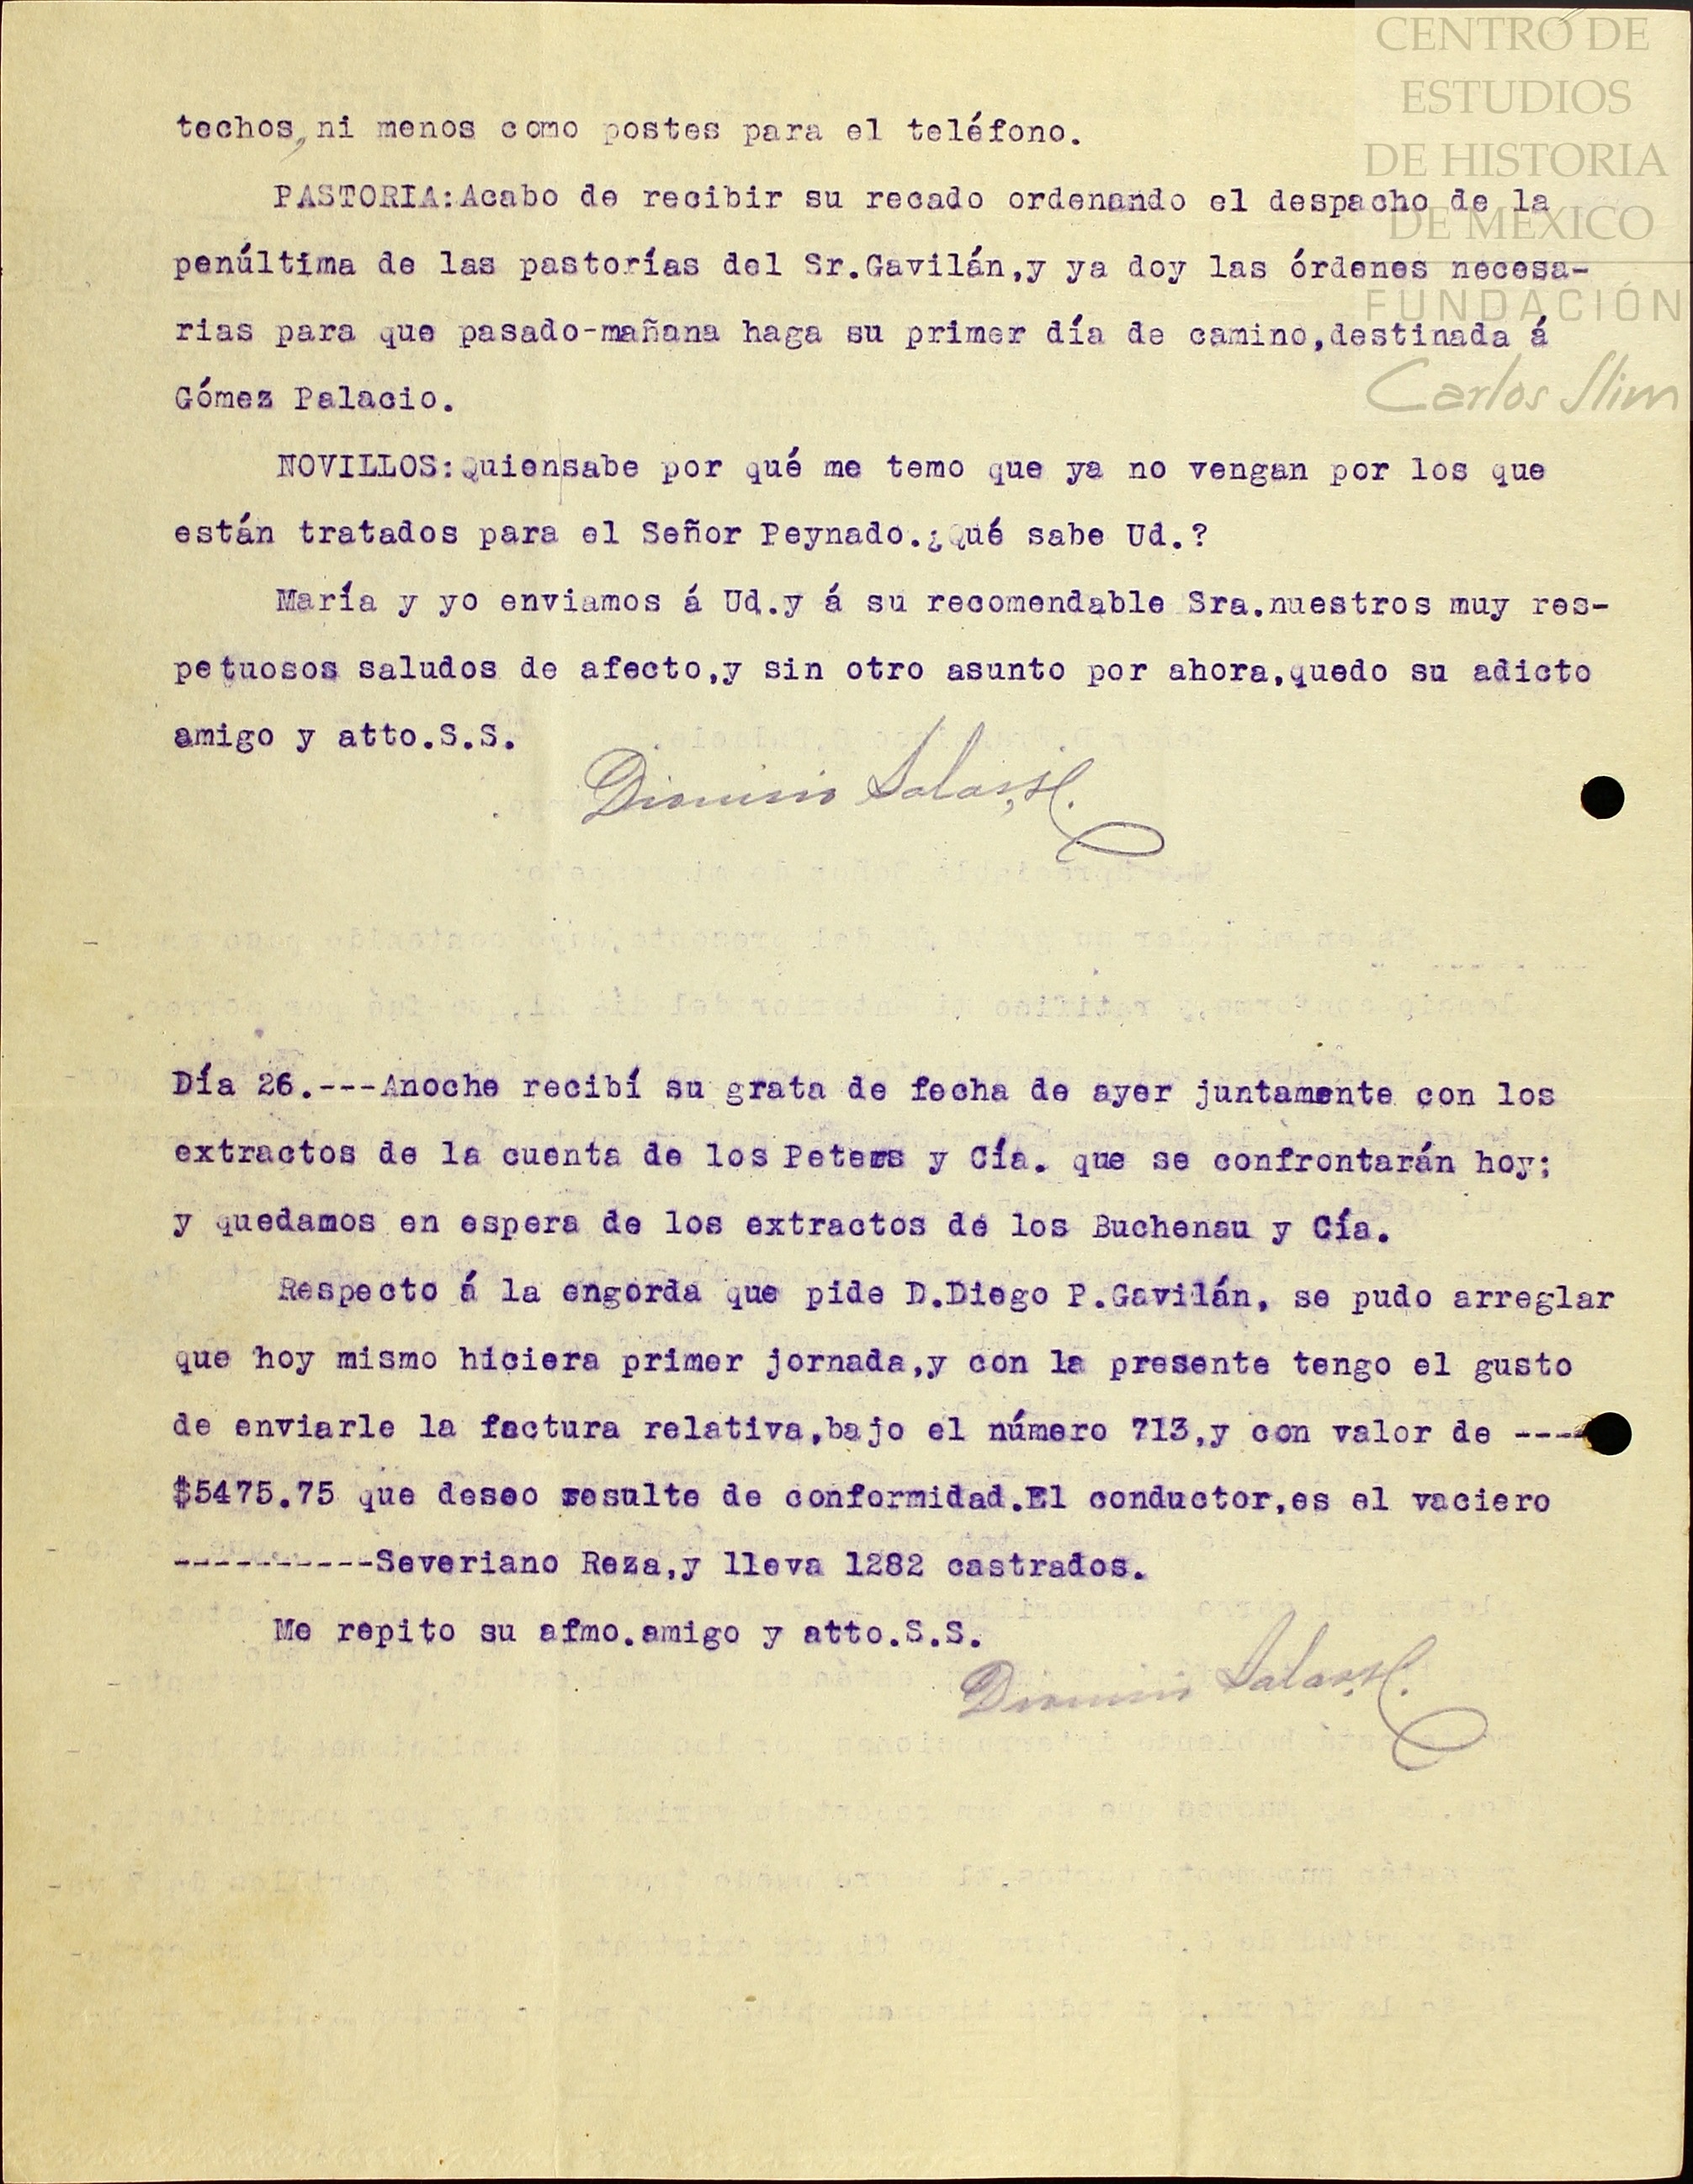 CENTRO DE
ESTUDIOS
DE HISTORIA
DE MÉXICO
FUNDACIÓN
Carlos Slim
techos, ni menos como postes para el teléfono.
PASTORIA:Acabo de recibir su recado ordenando el despacho de la
penúltima de las pastorías del Sr.Gavilán,y ya doy las órdenes necesa-
rias para que pasado-mañana haga su primer día de camino,destinada á
Gómez Palacio.
NOVILLOS:Quiensabe por qué me temo que ya no vengan por los que
están tratados para el Señor Peynado.¿Qué sabe Ud.?
María y yo enviamos á Ud.y á su recomendable Sra.nuestros muy res-
petuosos saludos de afecto,y sin otro asunto por ahora,quedo su adicto
amigo y atto.S.S.
Dionisio Salas, H.
Día 26.---Anoche recibí su grata de fecha de ayer juntamente con los
extractos de la cuenta de los Peters y Cía. que se confrontarán hoy;
y quedamos en espera de los extractos de los Buchenau y Cía.
Respecto á la engorda que pide D.Diego P.Gavilán, se pudo arreglar
que hoy mismo hiciera primer jornada,y con la presente tengo el gusto
de enviarle la factura relativa,bajo el número 713,y con valor de ----
$5475.75 que deseo resulte de conformidad.El conductor,es el vaciero
----------Severiano Reza,y lleva 1282 castrados.
Me repito su afmo.amigo y atto.S.S.
Dionisio Salas, H.